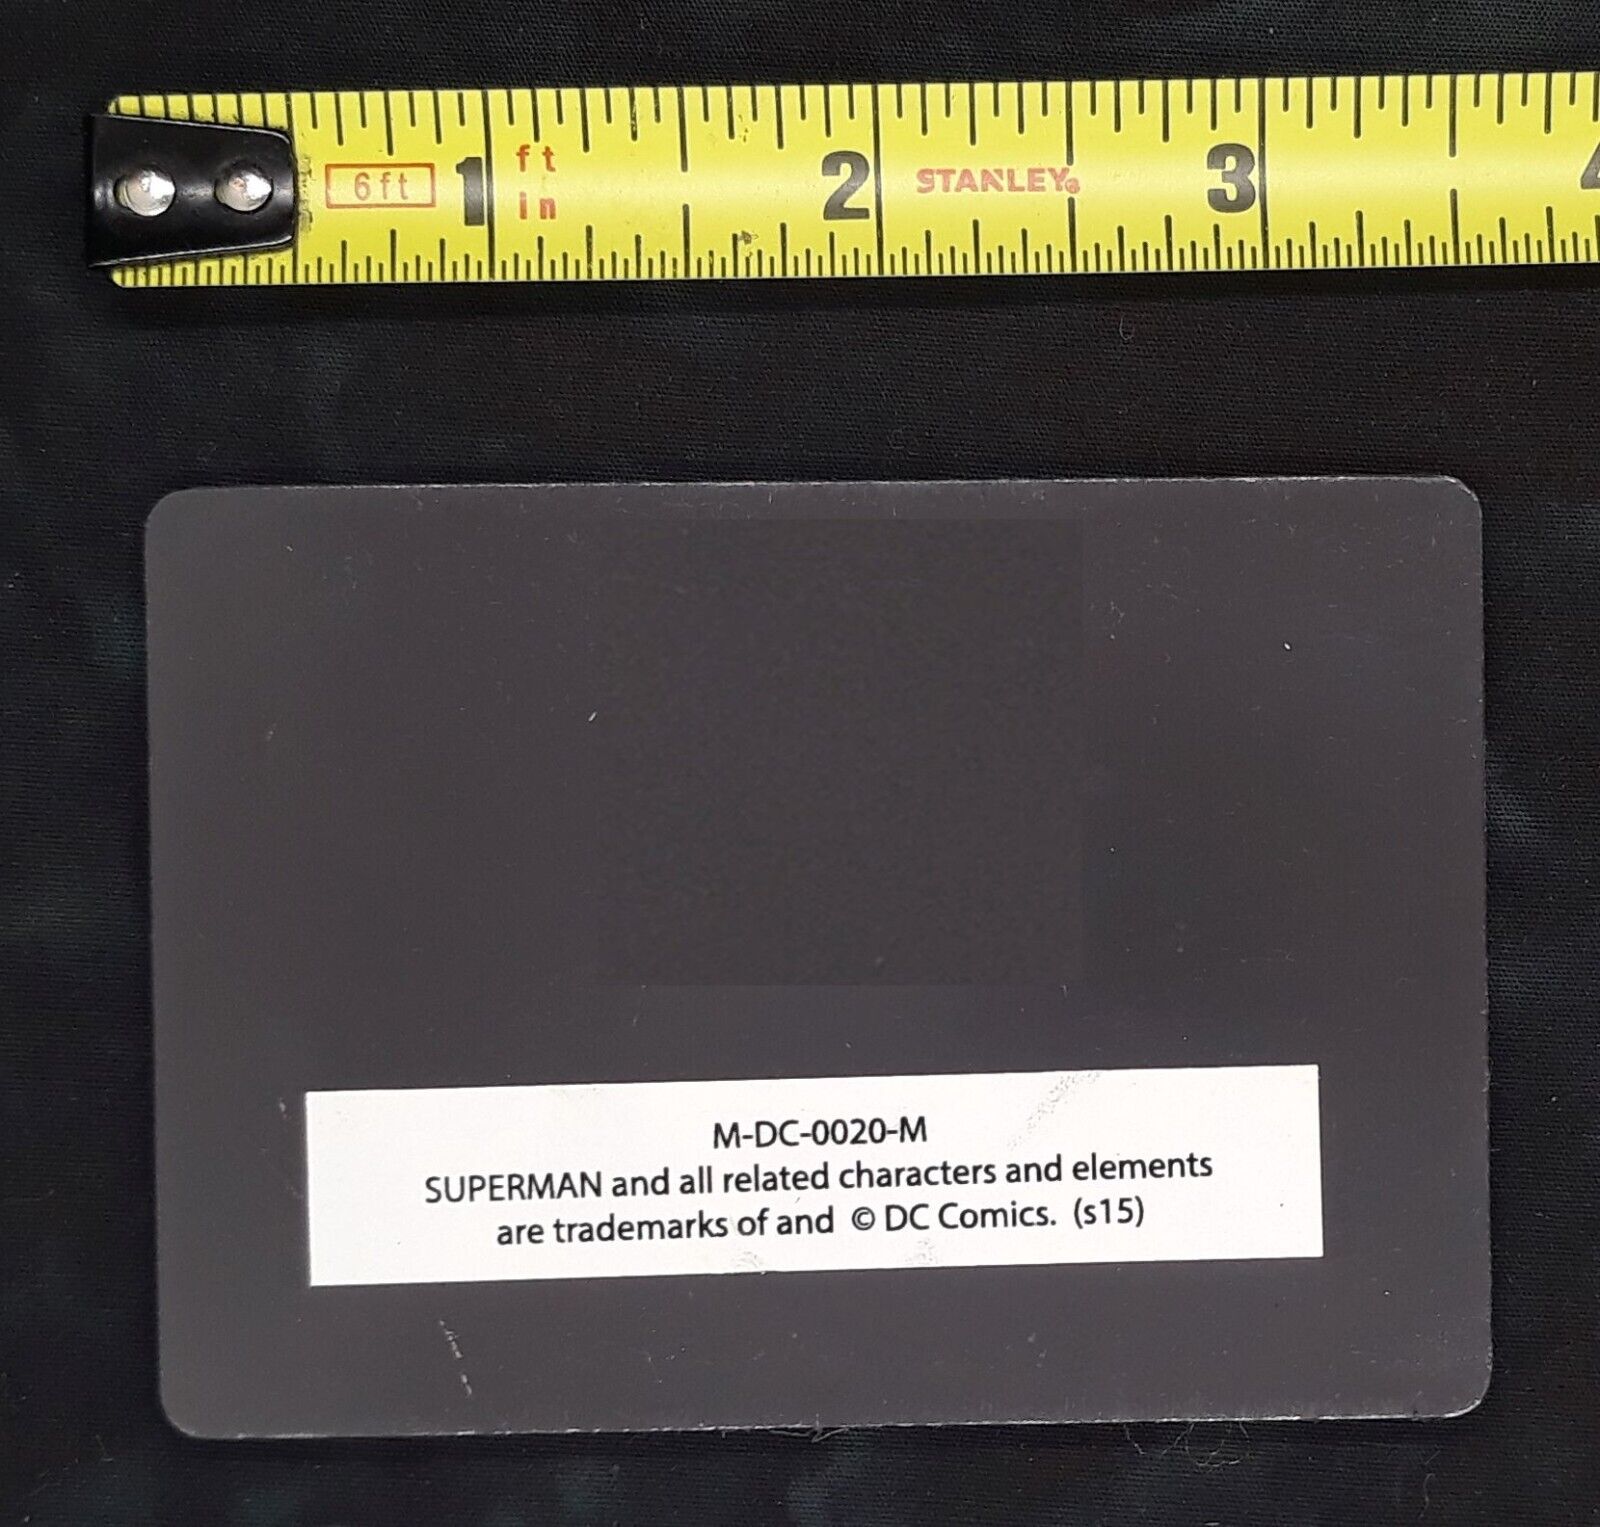 6ft 1 ft in 2 STANLEY® 3 4
M-DC-0020-M
SUPERMAN and all related characters and elements
are trademarks of and © DC Comics. (s15)